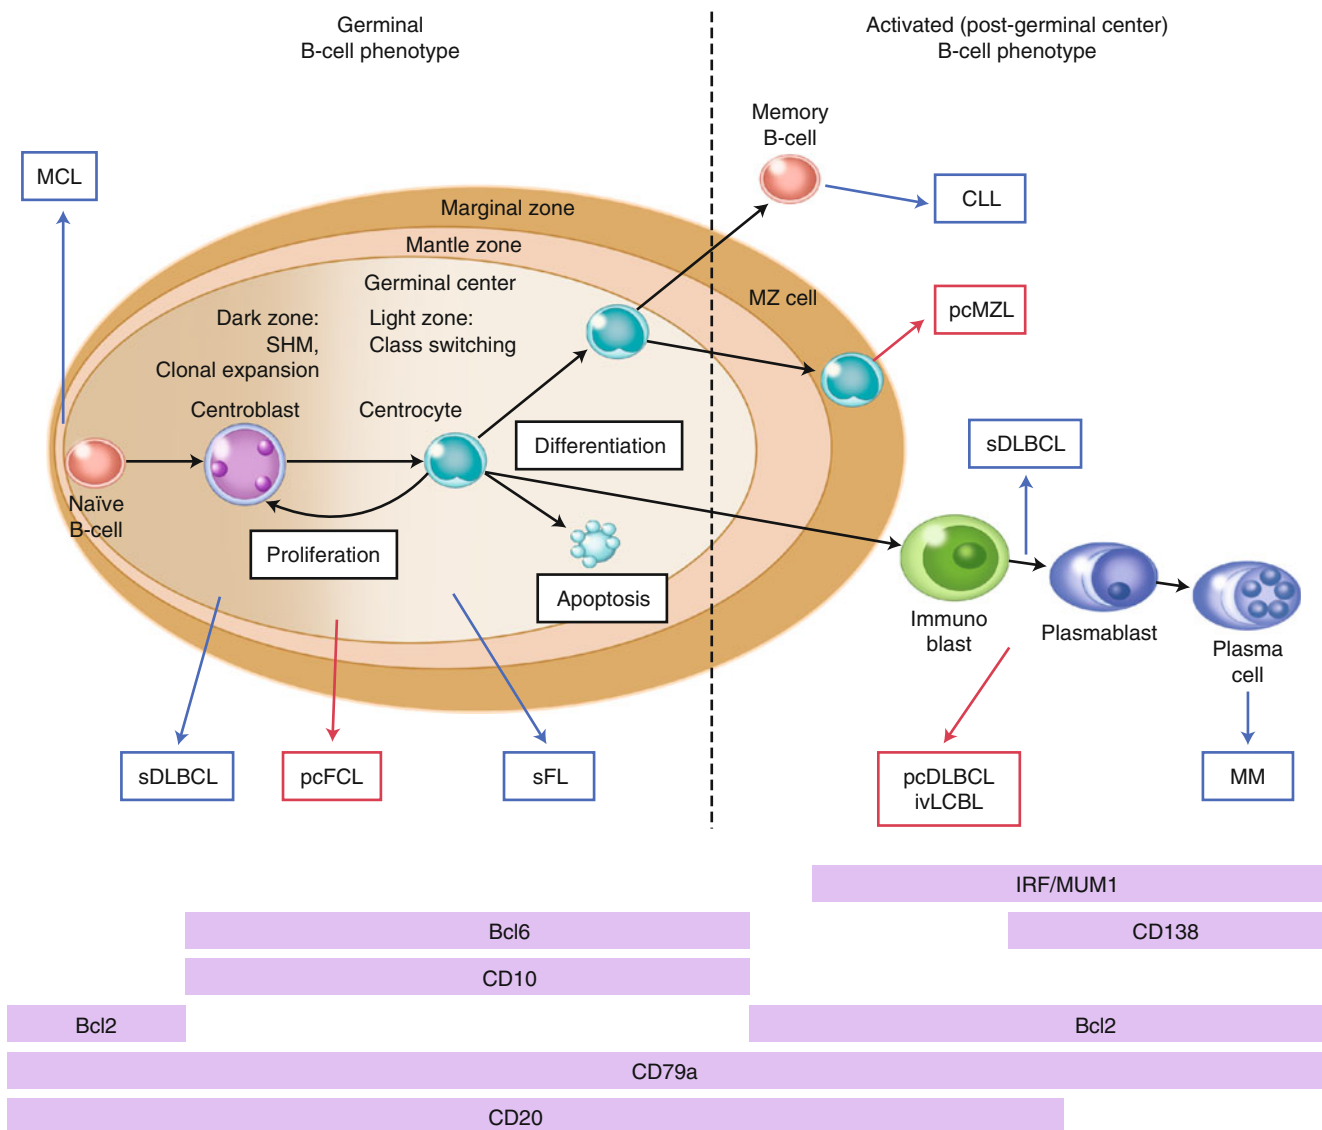 Germinal
B-cell phenotype
Activated (post-germinal center)
B-cell phenotype
Memory
B-cell
MCL
CLL
Marginal zone
Mantle zone
Germinal center
MZ cell
pcMZL
Dark zone:
SHM,
Clonal expansion
Light zone:
Class switching
Centroblast
Centrocyte
Differentiation
sDLBCL
Naïve
B-cell
Proliferation
Apoptosis
Immuno
blast
Plasmablast
Plasma
cell
sDLBCL
pcFCL
sFL
pcDLBCL
ivLCBL
MM
IRF/MUM1
Bcl6
CD138
CD10
Bcl2
Bcl2
CD79a
CD20